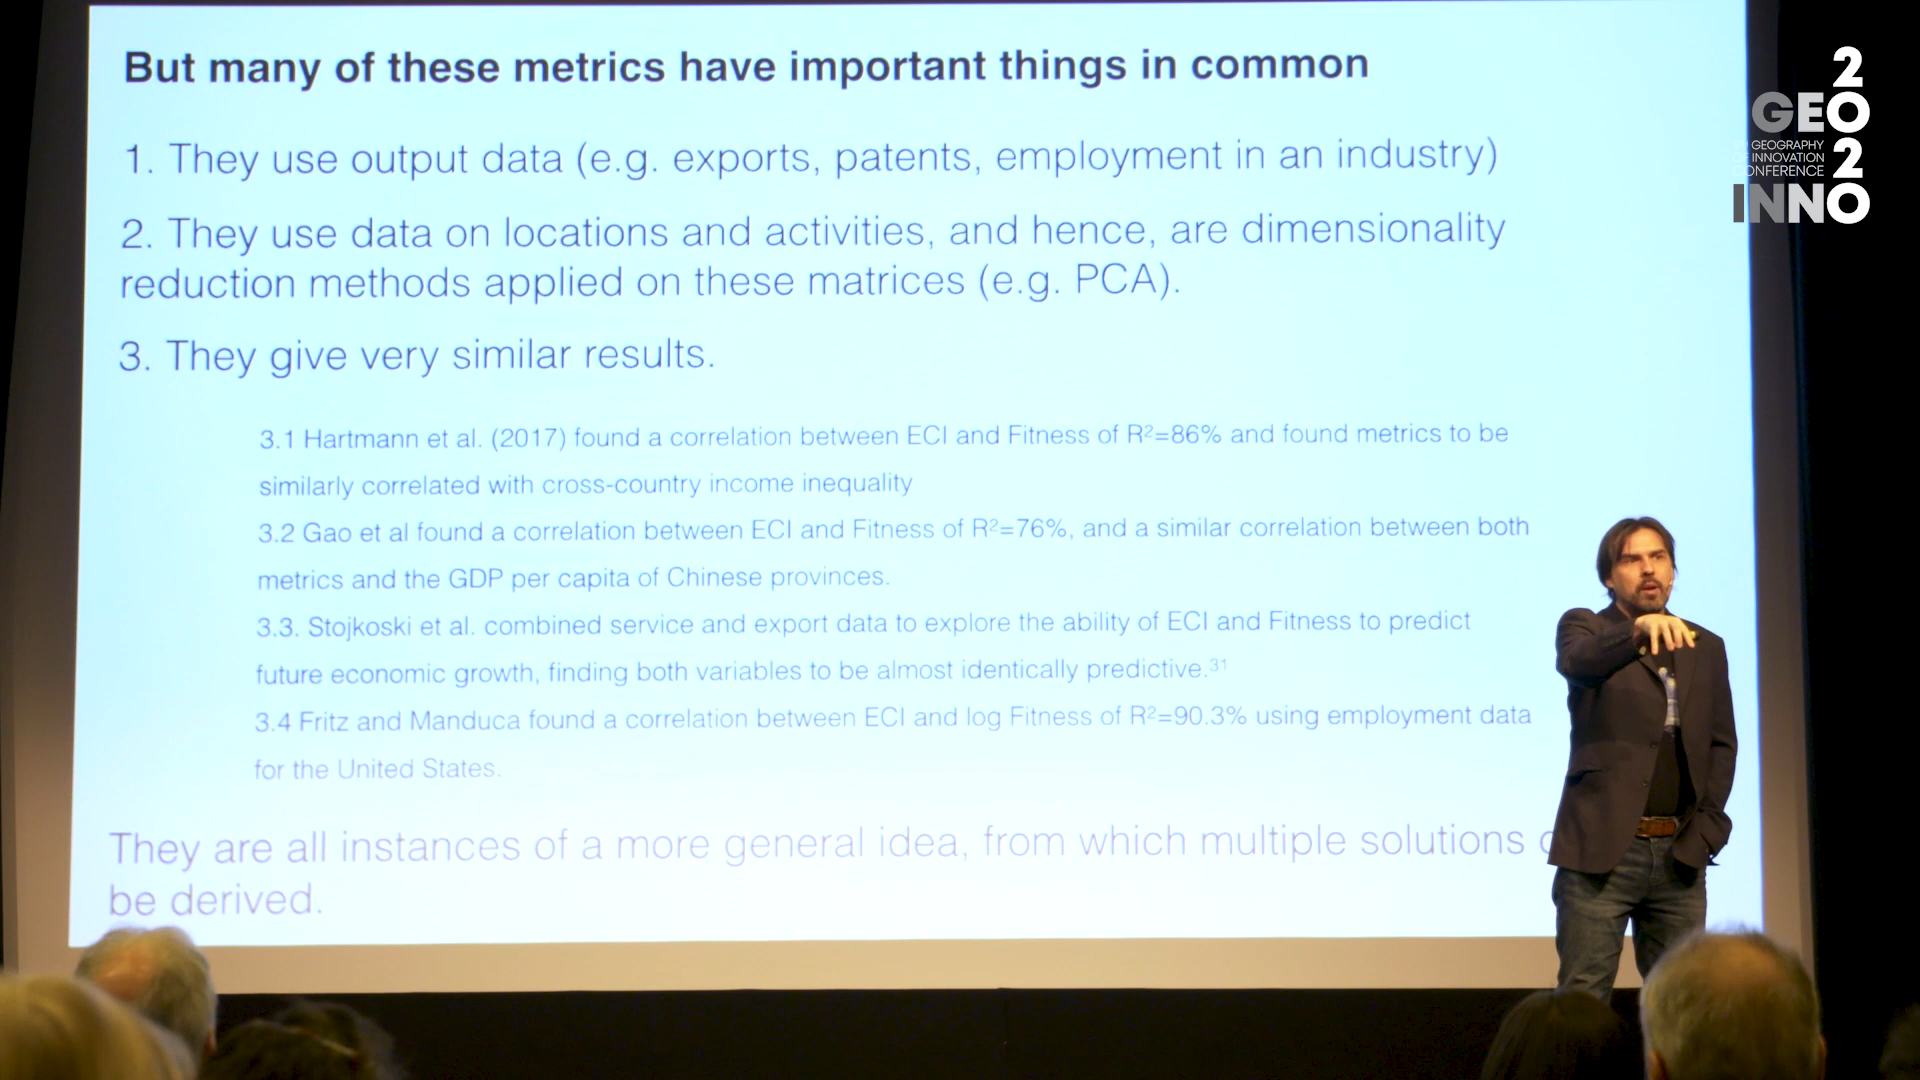 But many of these metrics have important things in common
1. They use output data (e.g. exports, patents, employment in an industry)
2. They use data on locations and activities, and hence, are dimensionality
reduction methods applied on these matrices (e.g. PCA).
3. They give very similar results.
3.1 Hartmann et al. (2017) found a correlation between ECI and Fitness of R²=86% and found metrics to be
similarly correlated with cross-country income inequality
3.2 Gao et al found a correlation between ECI and Fitness of R²=76%, and a similar correlation between both
metrics and the GDP per capita of Chinese provinces.
3.3. Stojkoski et al. combined service and export data to explore the ability of ECI and Fitness to predict
future economic growth, finding both variables to be almost identically predictive.³¹
3.4 Fritz and Manduca found a correlation between ECI and log Fitness of R²=90.3% using employment data
for the United States.
They are all instances of a more general idea, from which multiple solutions
be derived.
2
GEO
GEOGRAPHY
OF INNOVATION
CONFERENCE
2
INNO